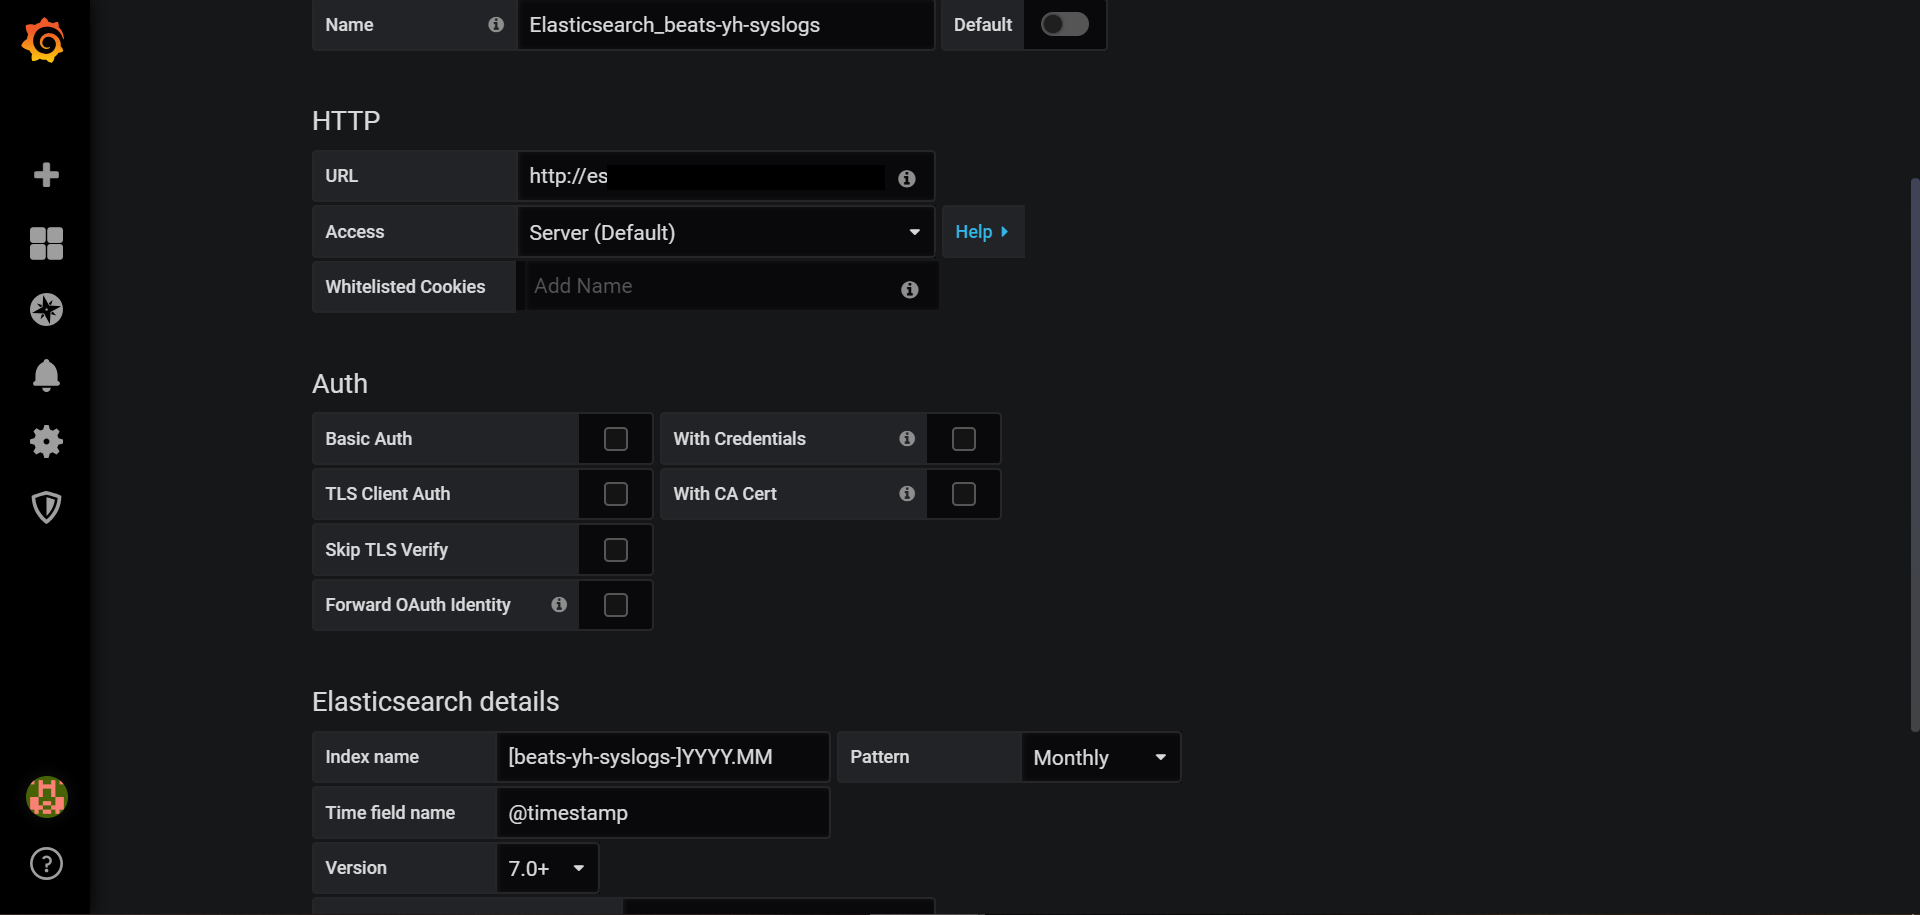 Name Elasticsearch_beats-yh-syslogs Default
HTTP
URL http://es
Access Server (Default) Help
Whitelisted Cookies Add Name
Auth
Basic Auth With Credentials
TLS Client Auth With CA Cert
Skip TLS Verify
Forward OAuth Identity
Elasticsearch details
Index name [beats-yh-syslogs-]YYYY.MM Pattern Monthly
Time field name @timestamp
Version 7.0+